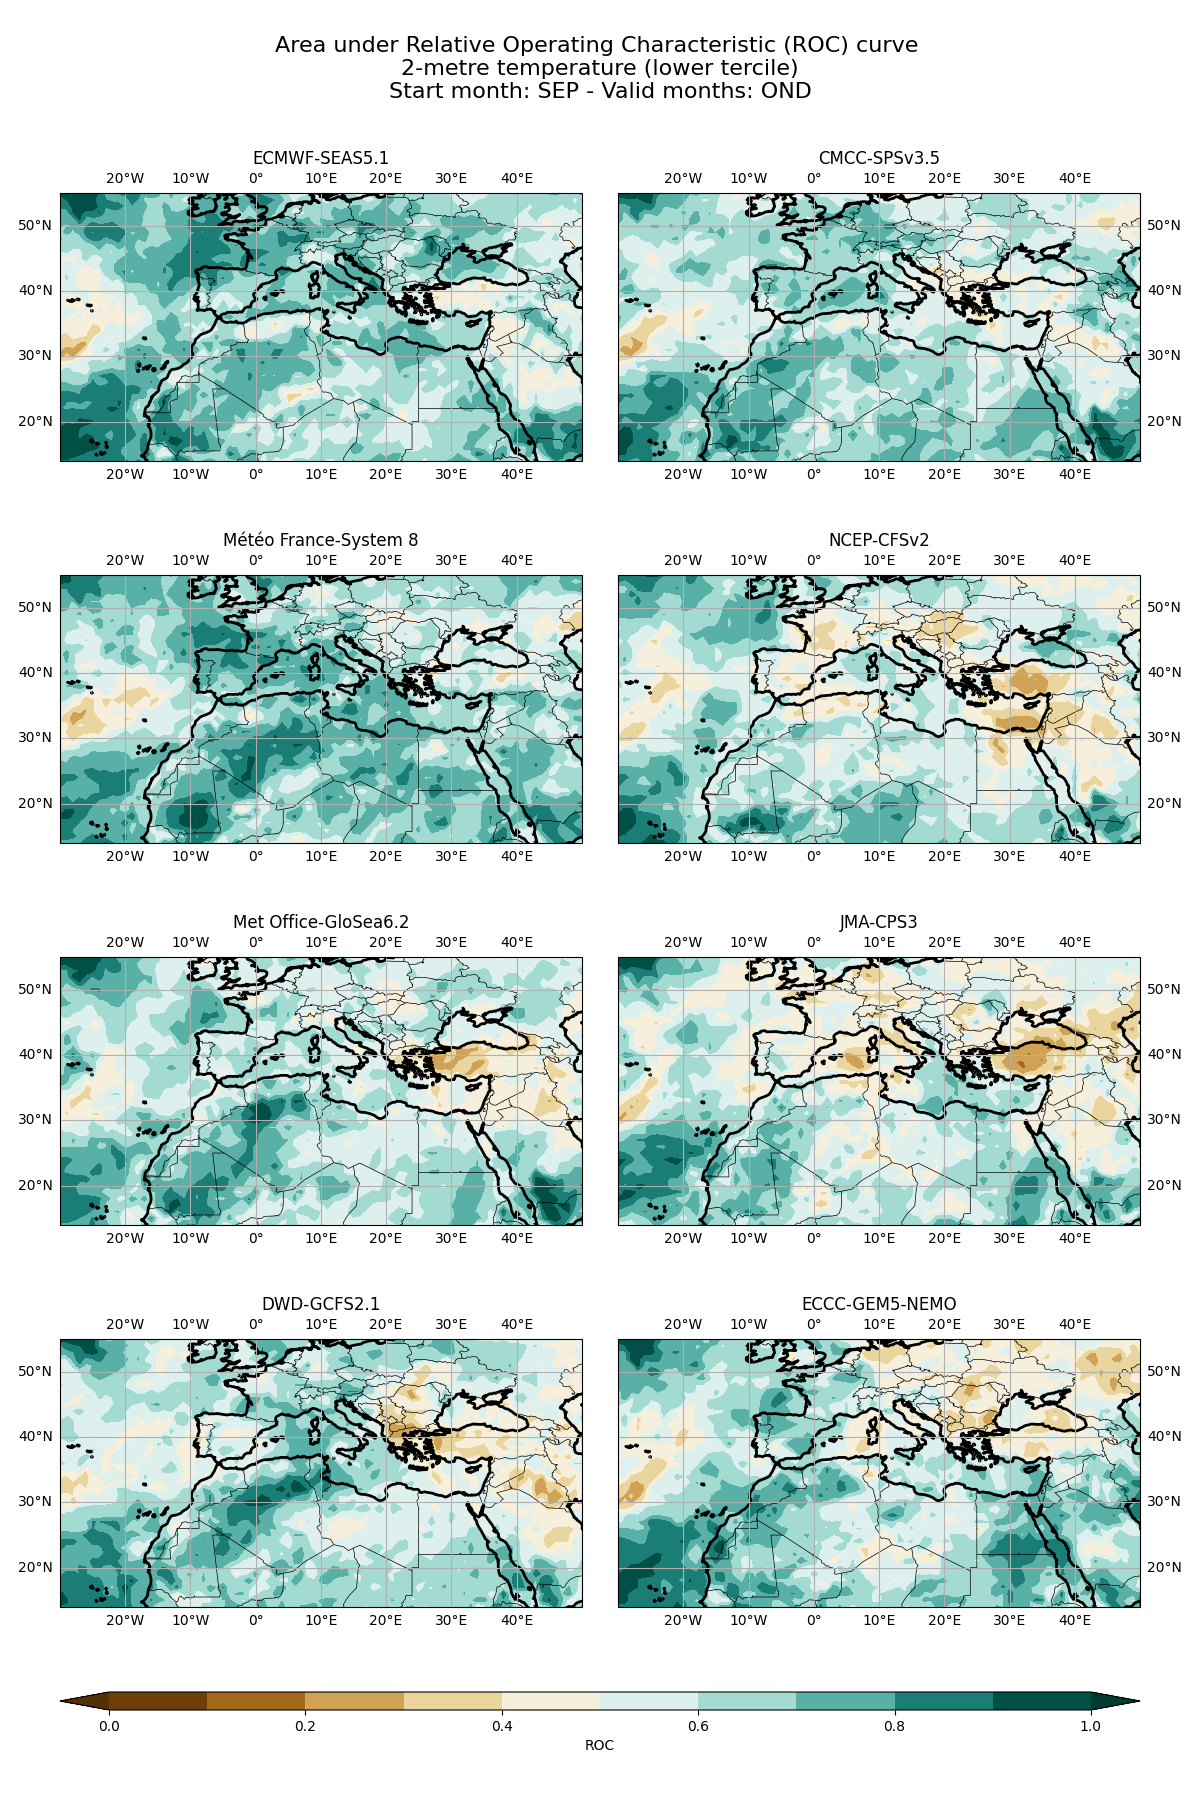 Area under Relative Operating Characteristic (ROC) curve
2-metre temperature (lower tercile)
Start month: SEP - Valid months: OND
ECMWF-SEAS5.1
20°W 10°W 0° 10°E 20°E 30°E 40°E
50°N
40°N
30°N
20°N
20°W 10°W 0° 10°E 20°E 30°E 40°E
CMCC-SPSv3.5
20°W 10°W 0° 10°E 20°E 30°E 40°E
50°N
40°N
30°N
20°N
20°W 10°W 0° 10°E 20°E 30°E 40°E
Météo France-System 8
20°W 10°W 0° 10°E 20°E 30°E 40°E
50°N
40°N
30°N
20°N
20°W 10°W 0° 10°E 20°E 30°E 40°E
NCEP-CFSv2
20°W 10°W 0° 10°E 20°E 30°E 40°E
50°N
40°N
30°N
20°N
20°W 10°W 0° 10°E 20°E 30°E 40°E
Met Office-GloSea6.2
20°W 10°W 0° 10°E 20°E 30°E 40°E
50°N
40°N
30°N
20°N
20°W 10°W 0° 10°E 20°E 30°E 40°E
JMA-CPS3
20°W 10°W 0° 10°E 20°E 30°E 40°E
50°N
40°N
30°N
20°N
20°W 10°W 0° 10°E 20°E 30°E 40°E
DWD-GCFS2.1
20°W 10°W 0° 10°E 20°E 30°E 40°E
50°N
40°N
30°N
20°N
20°W 10°W 0° 10°E 20°E 30°E 40°E
ECCC-GEM5-NEMO
20°W 10°W 0° 10°E 20°E 30°E 40°E
50°N
40°N
30°N
20°N
20°W 10°W 0° 10°E 20°E 30°E 40°E
0.0 0.2 0.4 0.6 0.8 1.0
ROC